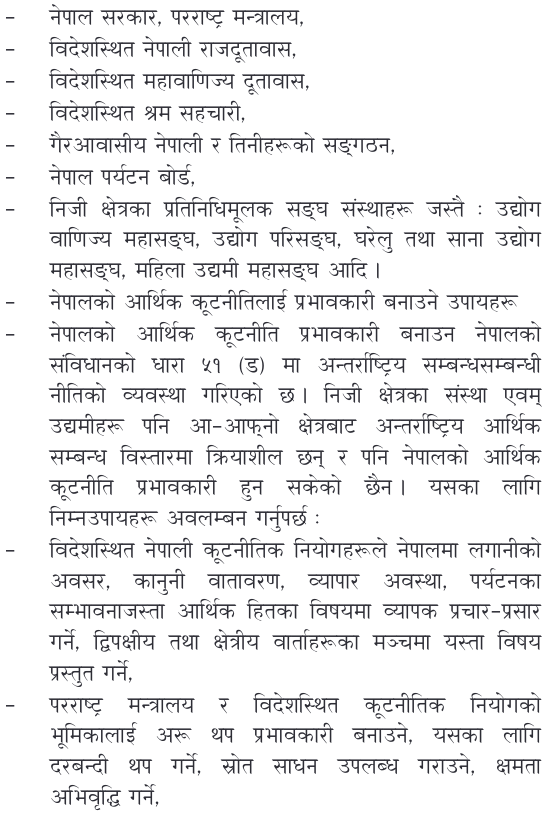 - नेपाल सरकार, परराष्ट्र मन्त्रालय,
- विदेशस्थित नेपाली राजदूतावास,
- विदेशस्थित महावाणिज्य दूतावास,
- विदेशस्थित श्रम सहचारी,
- गैरआवासीय नेपाली र तिनीहरूको सङ्गठन,
- नेपाल पर्यटन बोर्ड,
- निजी क्षेत्रका प्रतिनिधिमूलक सङ्घ संस्थाहरू जस्तै : उद्योग
वाणिज्य महासङ्घ, उद्योग परिसङ्घ, घरेलु तथा साना उद्योग
महासङ्घ, महिला उद्यमी महासङ्घ आदि ।
- नेपालको आर्थिक कूटनीतिलाई प्रभावकारी बनाउने उपायहरू
- नेपालको आर्थिक कूटनीति प्रभावकारी बनाउन नेपालको
संविधानको धारा ५१ (ड) मा अन्तर्राष्ट्रिय सम्बन्धसम्बन्धी
नीतिको व्यवस्था गरिएको छ । निजी क्षेत्रका संस्था एवम्
उद्यमीहरू पनि आ-आफ्नो क्षेत्रबाट अन्तर्राष्ट्रिय आर्थिक
सम्बन्ध विस्तारमा क्रियाशील छन् र पनि नेपालको आर्थिक
कूटनीति प्रभावकारी हुन सकेको छैन । यसका लागि
निम्नउपायहरू अवलम्बन गर्नुपर्छ :
- विदेशस्थित नेपाली कूटनीतिक नियोगहरूले नेपालमा लगानीको
अवसर, कानुनी वातावरण, व्यापार अवस्था, पर्यटनका
सम्भावनाजस्ता आर्थिक हितका विषयमा व्यापक प्रचार-प्रसार
गर्ने, द्विपक्षीय तथा क्षेत्रीय वार्ताहरूका मञ्चमा यस्ता विषय
प्रस्तुत गर्ने,
- परराष्ट्र मन्त्रालय र विदेशस्थित कूटनीतिक नियोगको
भूमिकालाई अरू थप प्रभावकारी बनाउने, यसका लागि
दरबन्दी थप गर्ने, स्रोत साधन उपलब्ध गराउने, क्षमता
अभिवृद्धि गर्ने,